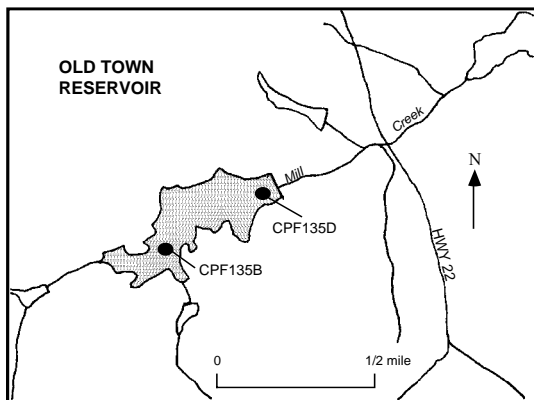 OLD TOWN
RESERVOIR
Creek
Mill
N
CPF135D
HWY 22
CPF135B
0 1/2 mile